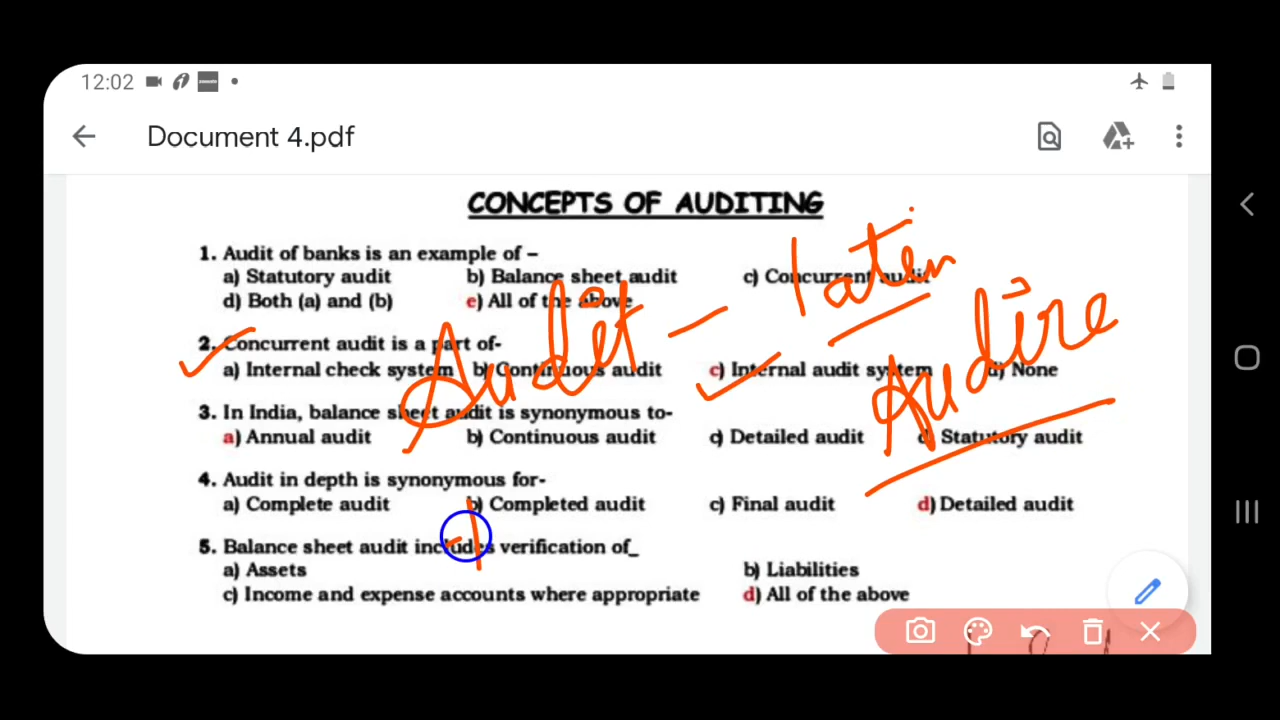 12:02
Document 4.pdf
CONCEPTS OF AUDITING
1. Audit of banks is an example of –
a) Statutory audit b) Balance sheet audit c) Concurrent audit
d) Both (a) and (b) e) All of the above
2. Concurrent audit is a part of-
a) Internal check system b) Continuous audit c) Internal audit system d) None
3. In India, balance sheet audit is synonymous to-
a) Annual audit b) Continuous audit c) Detailed audit d) Statutory audit
4. Audit in depth is synonymous for-
a) Complete audit b) Completed audit c) Final audit d) Detailed audit
5. Balance sheet audit includes verification of_
a) Assets b) Liabilities
c) Income and expense accounts where appropriate d) All of the above
Audit – latin
Audire